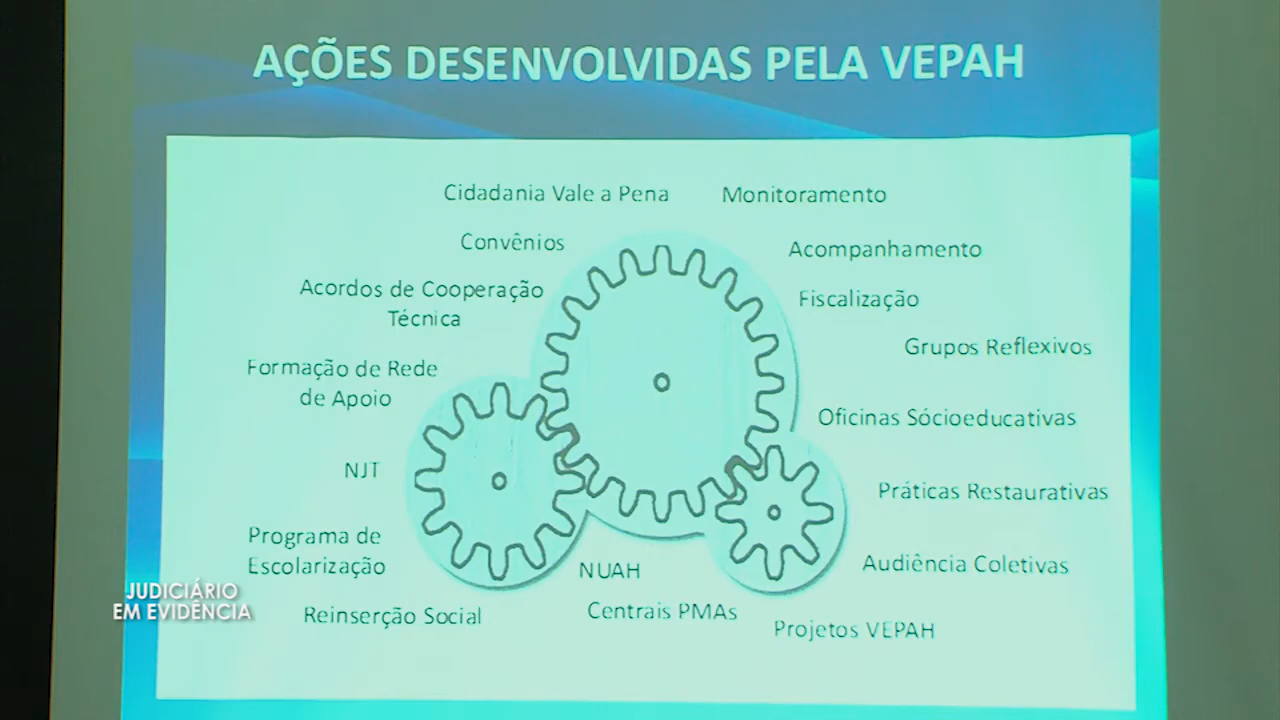 AÇÕES DESENVOLVIDAS PELA VEPAH
Cidadania Vale a Pena
Monitoramento
Convênios
Acompanhamento
Acordos de Cooperação
Técnica
Fiscalização
Grupos Reflexivos
Formação de Rede
de Apoio
Oficinas Sócioeducativas
NJT
Práticas Restaurativas
Programa de
Escolarização
NUAH
Audiência Coletivas
Reinserção Social
Centrais PMAs
Projetos VEPAH
JUDICIÁRIO
EM EVIDÊNCIA